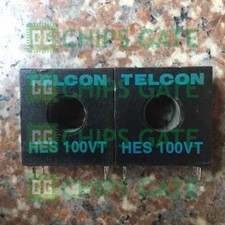 CHIPS GATE
TELCON TELCON
HES 100VT HES 100VT
CHIPS GATE